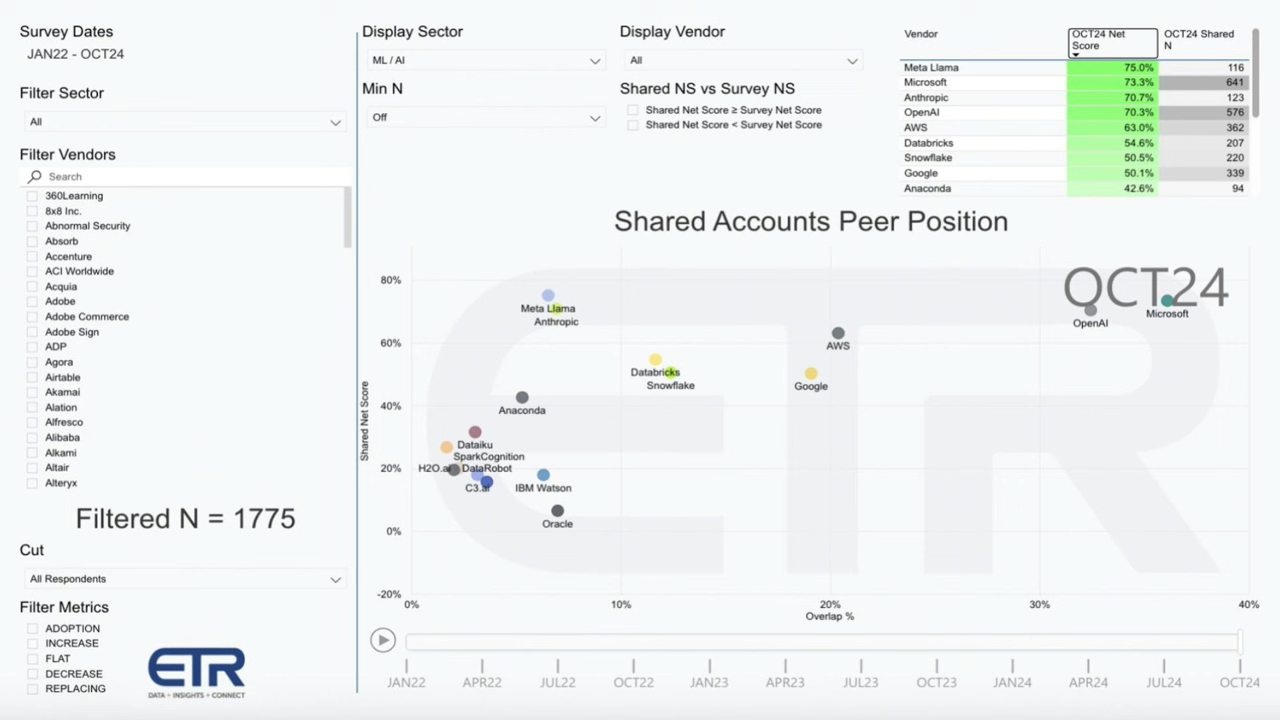 Survey Dates
JAN22 - OCT24
Filter Sector
All
Filter Vendors
Search
360Learning
8x8 Inc.
Abnormal Security
Absorb
Accenture
ACI Worldwide
Acquia
Adobe
Adobe Commerce
Adobe Sign
ADP
Agora
Airtable
Akamai
Alation
Alfresco
Alibaba
Alkami
Altair
Alteryx
Filtered N = 1775
Cut
All Respondents
Filter Metrics
ADOPTION
INCREASE
FLAT
DECREASE
REPLACING
ETR
DATA • INSIGHTS • CONNECT
Display Sector
ML / AI
Min N
Off
Display Vendor
All
Shared NS vs Survey NS
Shared Net Score ≥ Survey Net Score
Shared Net Score < Survey Net Score
Vendor OCT24 Net Score OCT24 Shared N
Meta Llama 75.0% 116
Microsoft 73.3% 641
Anthropic 70.7% 123
OpenAI 70.3% 576
AWS 63.0% 362
Databricks 54.6% 207
Snowflake 50.5% 220
Google 50.1% 339
Anaconda 42.6% 94
Shared Accounts Peer Position
ETR
OCT24
Shared Net Score
80%
60%
40%
20%
0%
-20%
Meta Llama
Anthropic
OpenAI
Microsoft
AWS
Databricks
Snowflake
Google
Anaconda
Dataiku
SparkCognition
H2O.ai
DataRobot
C3.ai
IBM Watson
Oracle
0% 10% 20% 30% 40%
Overlap %
JAN22 APR22 JUL22 OCT22 JAN23 APR23 JUL23 OCT23 JAN24 APR24 JUL24 OCT24